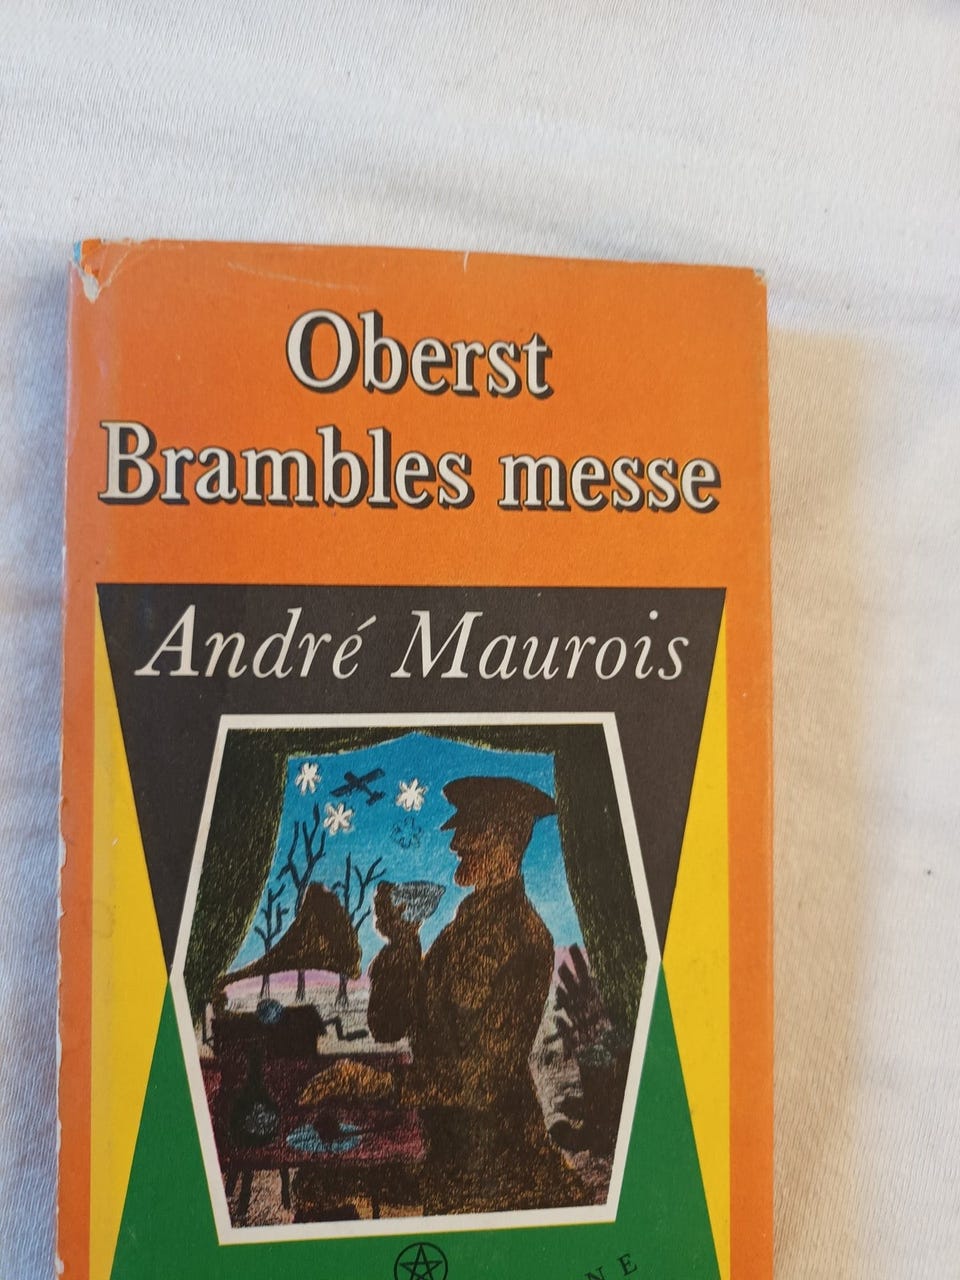 Oberst
Brambles messe
André Maurois